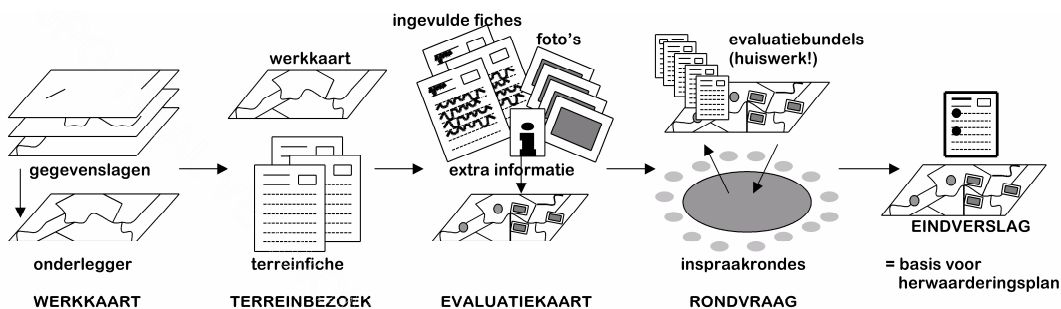 gegevenslagen
onderlegger
WERKKAART
werkkaart
terreinfiche
TERREINBEZOEK
ingevulde fiches
foto's
i
extra informatie
EVALUATIEKAART
evaluatiebundels
(huiswerk!)
inspraakrondes
RONDVRAAG
EINDVERSLAG
= basis voor
herwaarderingsplan